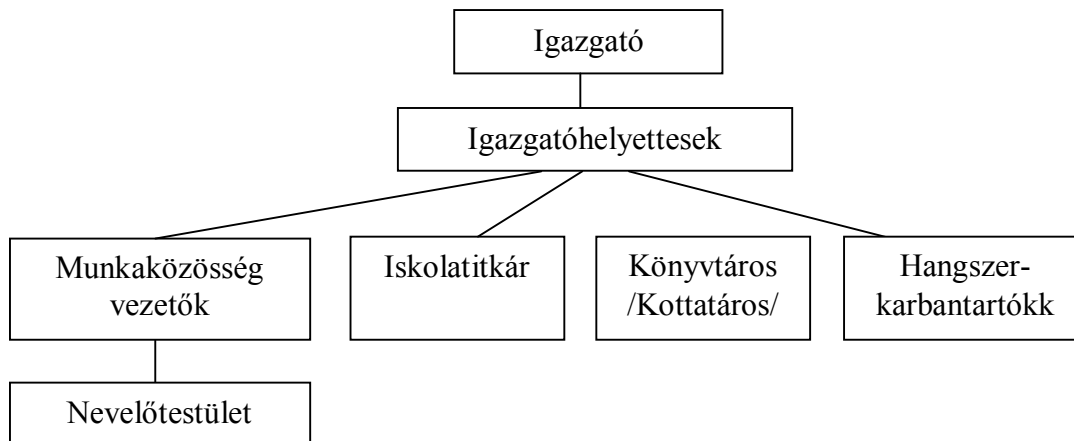 Igazgató
Igazgatóhelyettesek
Munkaközösség
vezetők
Iskolatitkár
Könyvtáros
/Kottatáros/
Hangszer-
karbantartókk
Nevelőtestület